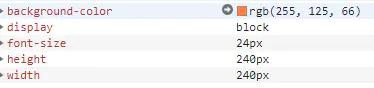 background-color rgb(255, 125, 66)
display block
font-size 24px
height 240px
width 240px